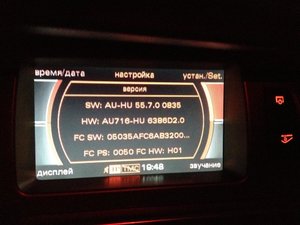 время/дата настройка устан./Set.
версия
SW: AU-HU 55.7.0 0835
HW: AU716-HU 63B6D2.0
FC SW: 05035AFC6AB3200...
FC PS: 0050 FC HW: H01
дисплей TMC 19:48 звучание